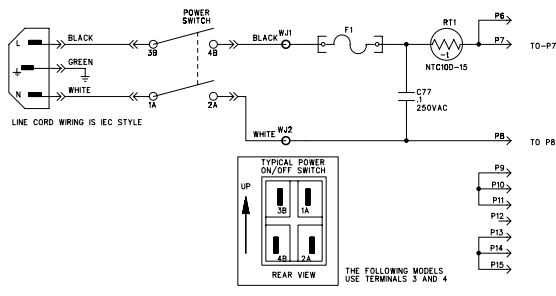 POWER
SWITCH
L
BLACK
3B
4B
BLACK
WJ1
F1
RT1
-t
NTC10D-15
P6
P7
TO-P7
GREEN
N
WHITE
1A
2A
C77
.1
250VAC
LINE CORD WIRING IS IEC STYLE
WHITE
WJ2
P8
TO P8
TYPICAL POWER
ON/OFF SWITCH
UP
3B
1A
4B
2A
REAR VIEW
P9
P10
P11
P12
P13
P14
P15
THE FOLLOWING MODELS
USE TERMINALS 3 AND 4